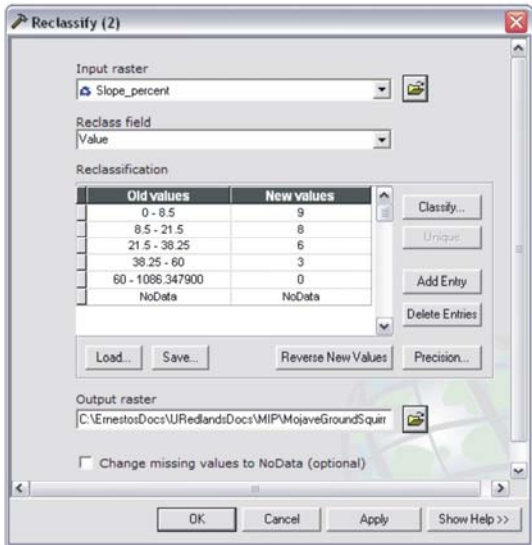 Reclassify (2)
Input raster
Slope_percent
Reclass field
Value
Reclassification
Old values New values
0 - 8.5 9
8.5 - 21.5 8
21.5 - 38.25 6
38.25 - 60 3
60 - 1086.347900 0
NoData NoData
Classify...
Unique
Add Entry
Delete Entries
Load... Save... Reverse New Values Precision...
Output raster
C:\ErnestosDocs\URedlandsDocs\MIP\MojaveGroundSquirr
Change missing values to NoData (optional)
OK Cancel Apply Show Help >>